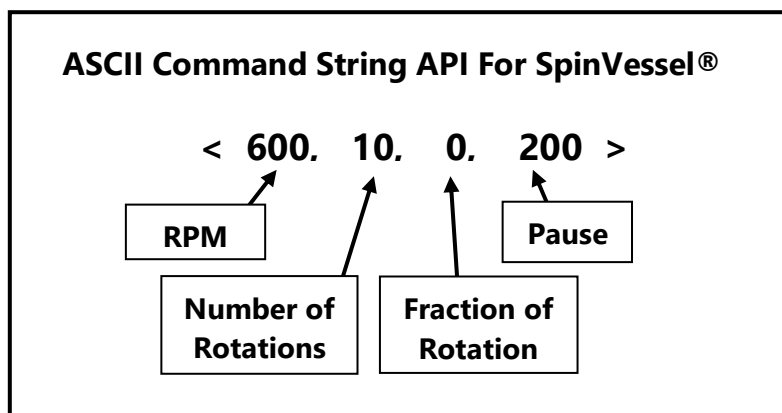 ASCII Command String API For SpinVessel®
< 600, 10, 0, 200 >
RPM
Pause
Number of
Rotations
Fraction of
Rotation